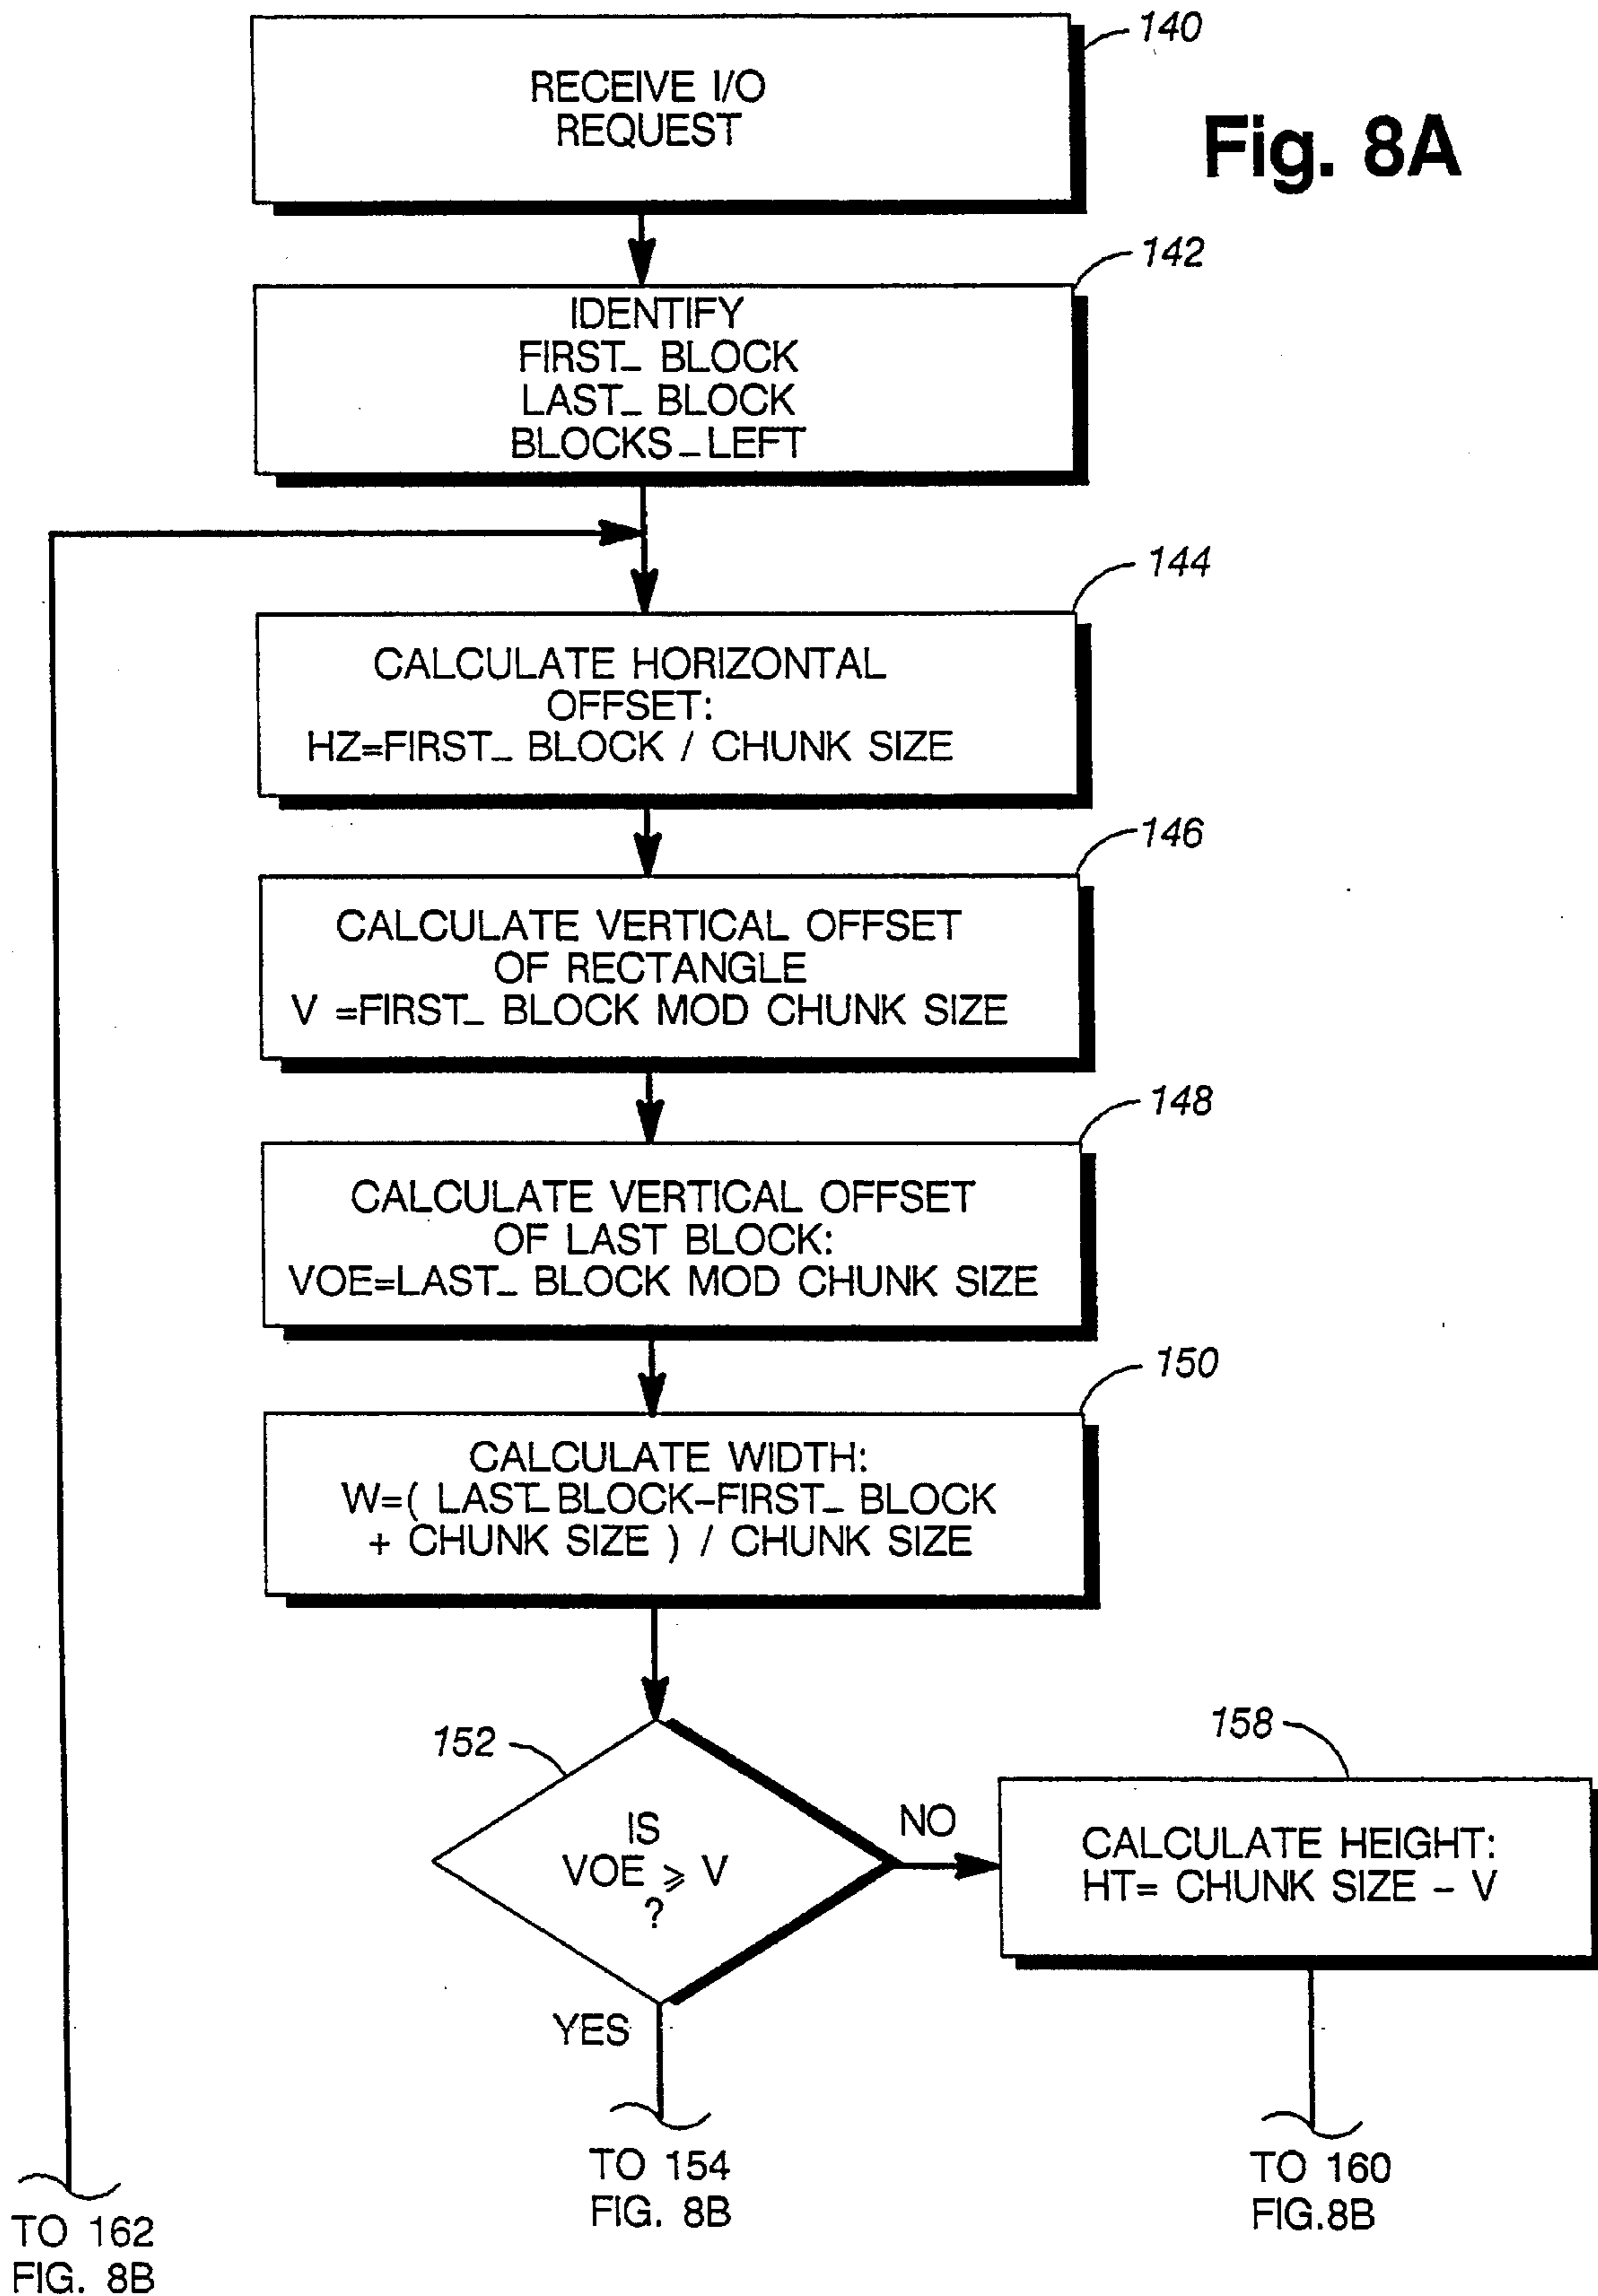 140
RECEIVE I/O
REQUEST
Fig. 8A
142
IDENTIFY
FIRST_ BLOCK
LAST_ BLOCK
BLOCKS_LEFT
144
CALCULATE HORIZONTAL
OFFSET:
HZ=FIRST_ BLOCK / CHUNK SIZE
146
CALCULATE VERTICAL OFFSET
OF RECTANGLE
V =FIRST_ BLOCK MOD CHUNK SIZE
148
CALCULATE VERTICAL OFFSET
OF LAST BLOCK:
VOE=LAST_ BLOCK MOD CHUNK SIZE
150
CALCULATE WIDTH:
W=( LAST_BLOCK-FIRST_ BLOCK
+ CHUNK SIZE ) / CHUNK SIZE
152
IS
VOE ⩾ V
?
NO
YES
158
CALCULATE HEIGHT:
HT= CHUNK SIZE - V
TO 154
FIG. 8B
TO 160
FIG.8B
TO 162
FIG. 8B